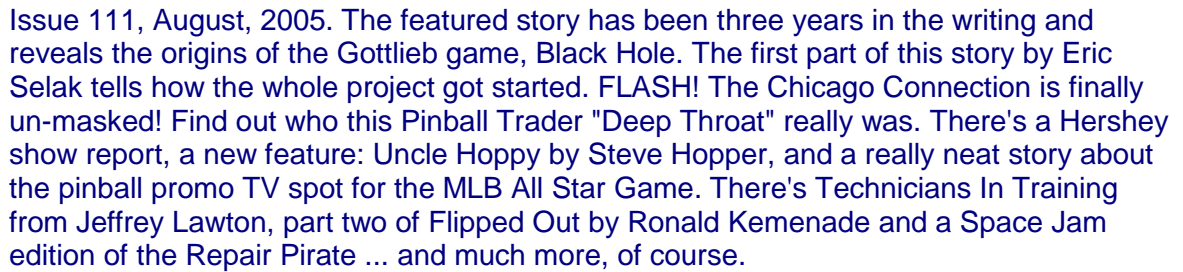 Issue 111, August, 2005. The featured story has been three years in the writing and
reveals the origins of the Gottlieb game, Black Hole. The first part of this story by Eric
Selak tells how the whole project got started. FLASH! The Chicago Connection is finally
un-masked! Find out who this Pinball Trader "Deep Throat" really was. There's a Hershey
show report, a new feature: Uncle Hoppy by Steve Hopper, and a really neat story about
the pinball promo TV spot for the MLB All Star Game. There's Technicians In Training
from Jeffrey Lawton, part two of Flipped Out by Ronald Kemenade and a Space Jam
edition of the Repair Pirate ... and much more, of course.